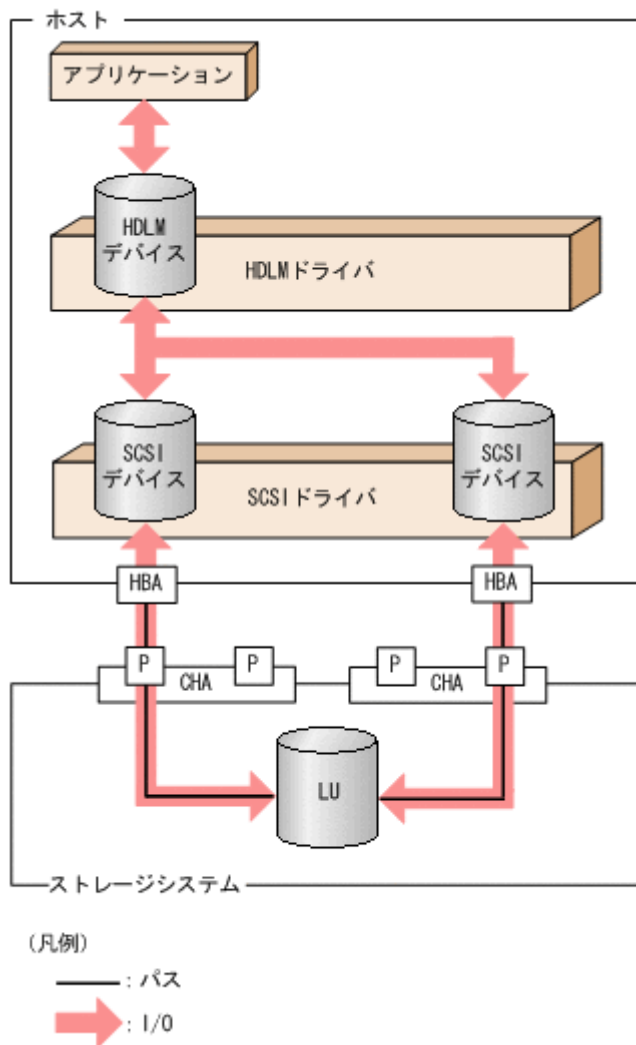 ホスト
アプリケーション
HDLM
デバイス
HDLMドライバ
SCSI
デバイス
SCSIドライバ
SCSI
デバイス
HBA
HBA
P
P
CHA
P
P
CHA
LU
ストレージシステム
(凡例)
: パス
: I/O